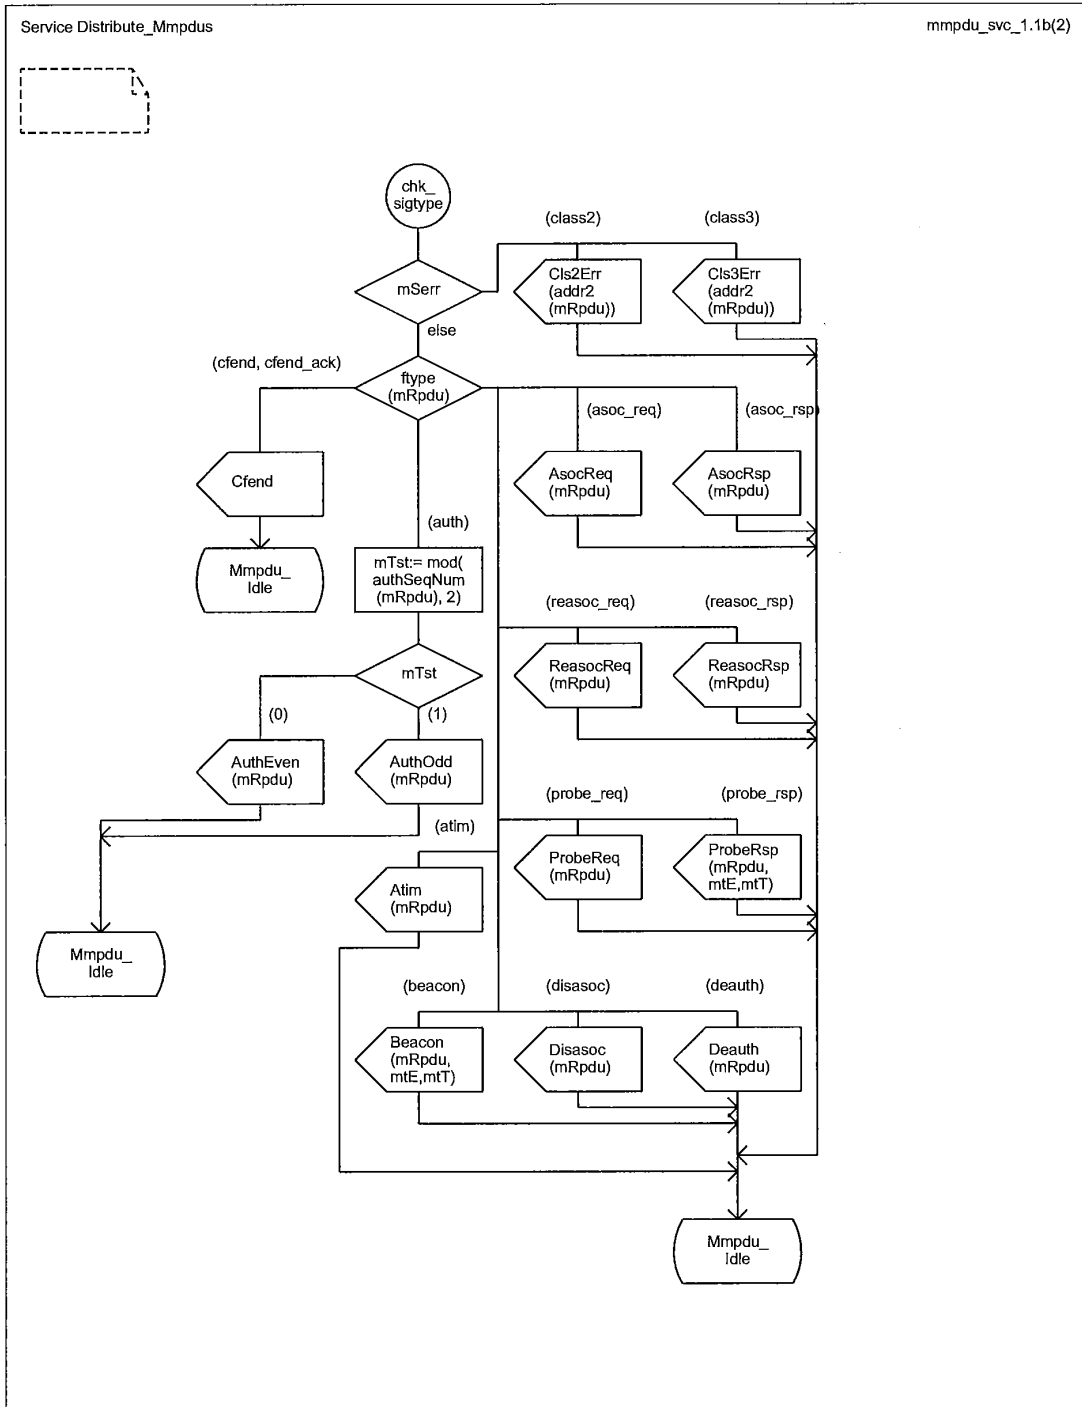 Service Distribute_Mmpdus
mmpdu_svc_1.1b(2)
chk_
sigtype
(class2)
(class3)
mSerr
Cls2Err
(addr2
(mRpdu))
Cls3Err
(addr2
(mRpdu))
else
(cfend, cfend_ack)
ftype
(mRpdu)
(asoc_req)
(asoc_rsp)
Cfend
AsocReq
(mRpdu)
AsocRsp
(mRpdu)
(auth)
Mmpdu_
Idle
mTst:= mod(
authSeqNum
(mRpdu), 2)
(reasoc_req)
(reasoc_rsp)
mTst
ReasocReq
(mRpdu)
ReasocRsp
(mRpdu)
(0)
(1)
AuthEven
(mRpdu)
AuthOdd
(mRpdu)
(probe_req)
(probe_rsp)
(atim)
ProbeReq
(mRpdu)
ProbeRsp
(mRpdu,
mtE,mtT)
Atim
(mRpdu)
Mmpdu_
Idle
(beacon)
(disasoc)
(deauth)
Beacon
(mRpdu,
mtE,mtT)
Disasoc
(mRpdu)
Deauth
(mRpdu)
Mmpdu_
Idle